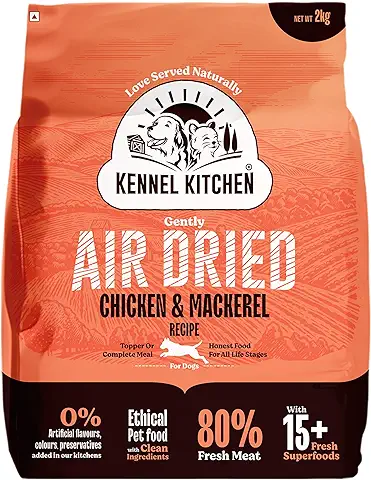 NET WT 2kg
Love Served Naturally
KENNEL KITCHEN®
Gently
AIR DRIED
CHICKEN & MACKEREL
RECIPE
Topper Or
Complete Meal
Honest Food
For All Life Stages
For Dogs
0%
Artificial flavours,
colours, preservatives
added in our kitchens
Ethical
Pet food
with Clean
Ingredients
80%
Fresh Meat
With
15+
Fresh
Superfoods